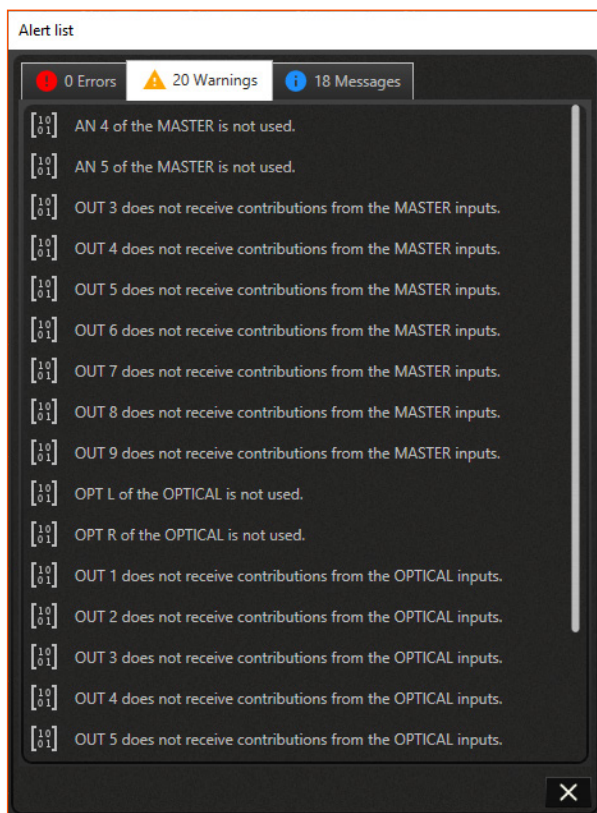 Alert list
0 Errors 20 Warnings 18 Messages
AN 4 of the MASTER is not used.
AN 5 of the MASTER is not used.
OUT 3 does not receive contributions from the MASTER inputs.
OUT 4 does not receive contributions from the MASTER inputs.
OUT 5 does not receive contributions from the MASTER inputs.
OUT 6 does not receive contributions from the MASTER inputs.
OUT 7 does not receive contributions from the MASTER inputs.
OUT 8 does not receive contributions from the MASTER inputs.
OUT 9 does not receive contributions from the MASTER inputs.
OPT L of the OPTICAL is not used.
OPT R of the OPTICAL is not used.
OUT 1 does not receive contributions from the OPTICAL inputs.
OUT 2 does not receive contributions from the OPTICAL inputs.
OUT 3 does not receive contributions from the OPTICAL inputs.
OUT 4 does not receive contributions from the OPTICAL inputs.
OUT 5 does not receive contributions from the OPTICAL inputs.